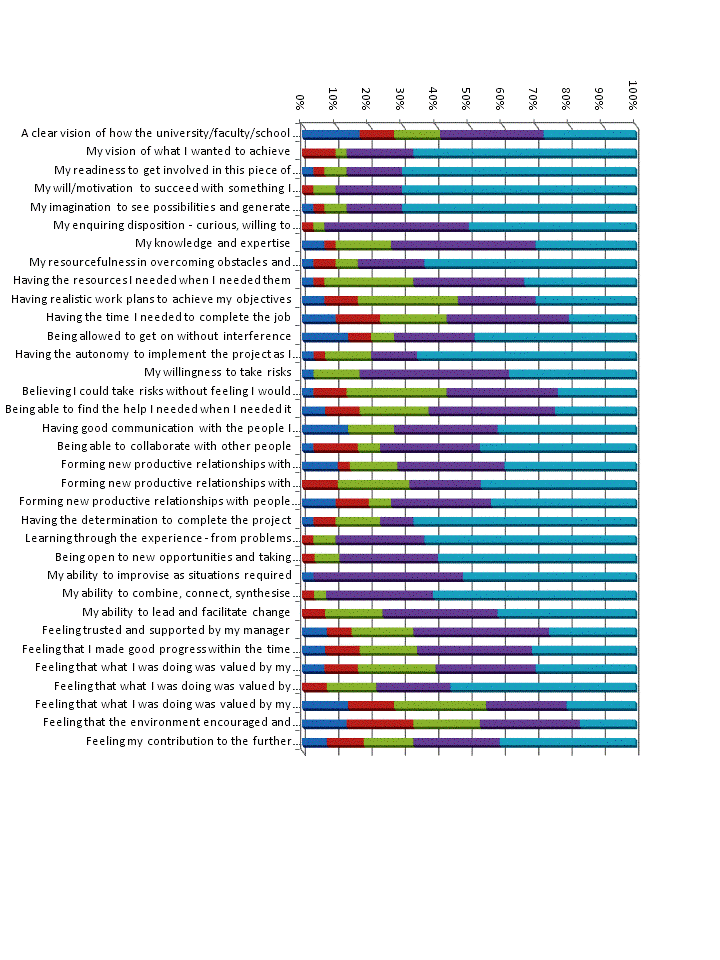 0%
10%
20%
30%
40%
50%
60%
70%
80%
90%
100%
A clear vision of how the university/faculty/school ...
My vision of what I wanted to achieve
My readiness to get involved in this piece of...
My will/motivation to succeed with something I...
My imagination to see possibilities and generate...
My enquiring disposition - curious, willing to...
My knowledge and expertise
My resourcefulness in overcoming obstacles and...
Having the resources I needed when I needed them
Having realistic work plans to achieve my objectives
Having the time I needed to complete the job
Being allowed to get on without interference
Having the autonomy to implement the project as I...
My willingness to take risks
Believing I could take risks without feeling I would...
Being able to find the help I needed when I needed it
Having good communication with the people I...
Being able to collaborate with other people
Forming new productive relationships with...
Forming new productive relationships with...
Forming new productive relationships with people...
Having the determination to complete the project
Learning through the experience - from problems...
Being open to new opportunities and taking...
My ability to improvise as situations required
My ability to combine, connect, synthesise...
My ability to lead and facilitate change
Feeling trusted and supported by my manager
Feeling that I made good progress within the time...
Feeling that what I was doing was valued by my...
Feeling that what I was doing was valued by...
Feeling that what I was doing was valued by my...
Feeling that the environment encouraged and...
Feeling my contribution to the further...